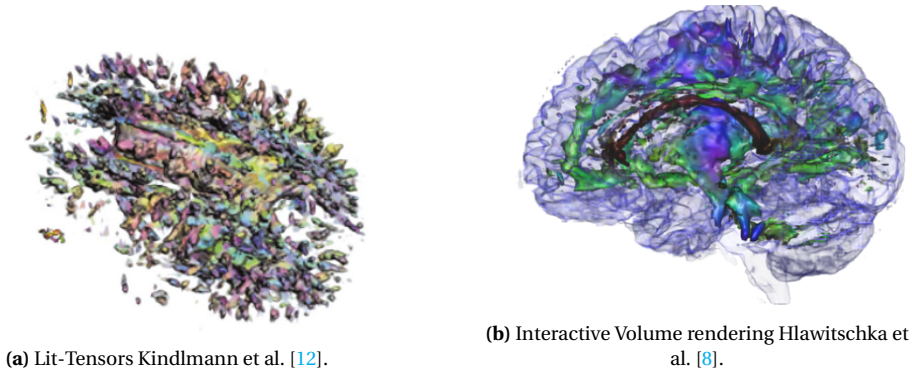 (a) Lit-Tensors Kindlmann et al. [12].
(b) Interactive Volume rendering Hlawitschka et
al. [8].